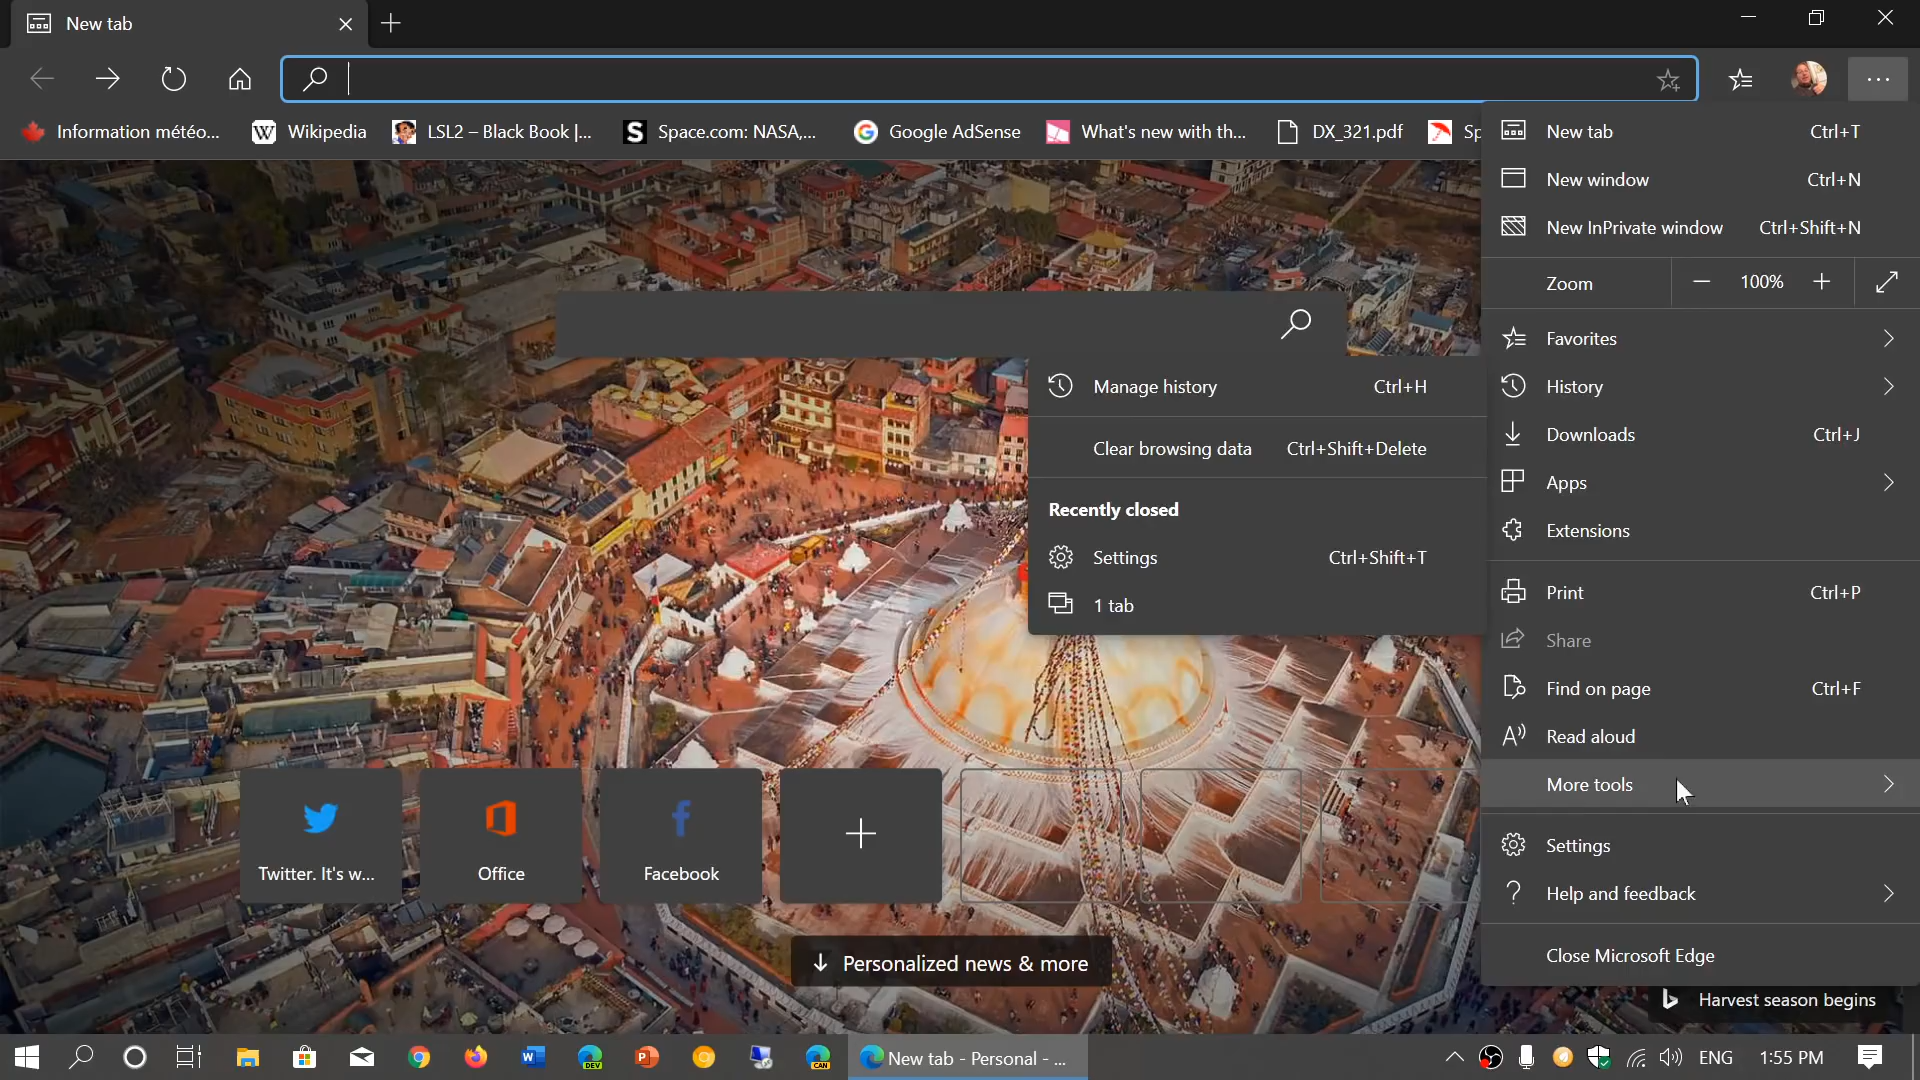 New tab
Information météo...
Wikipedia
LSL2 – Black Book |...
Space.com: NASA,...
Google AdSense
What's new with th...
DX_321.pdf
Sp
New tab Ctrl+T
New window Ctrl+N
New InPrivate window Ctrl+Shift+N
Zoom 100%
Favorites
History
Downloads Ctrl+J
Apps
Extensions
Print Ctrl+P
Share
Find on page Ctrl+F
Read aloud
More tools
Settings
Help and feedback
Close Microsoft Edge
Manage history Ctrl+H
Clear browsing data Ctrl+Shift+Delete
Recently closed
Settings Ctrl+Shift+T
1 tab
Twitter. It's w...
Office
Facebook
Personalized news & more
Harvest season begins
DEV
CAN
New tab - Personal - ...
ENG
1:55 PM